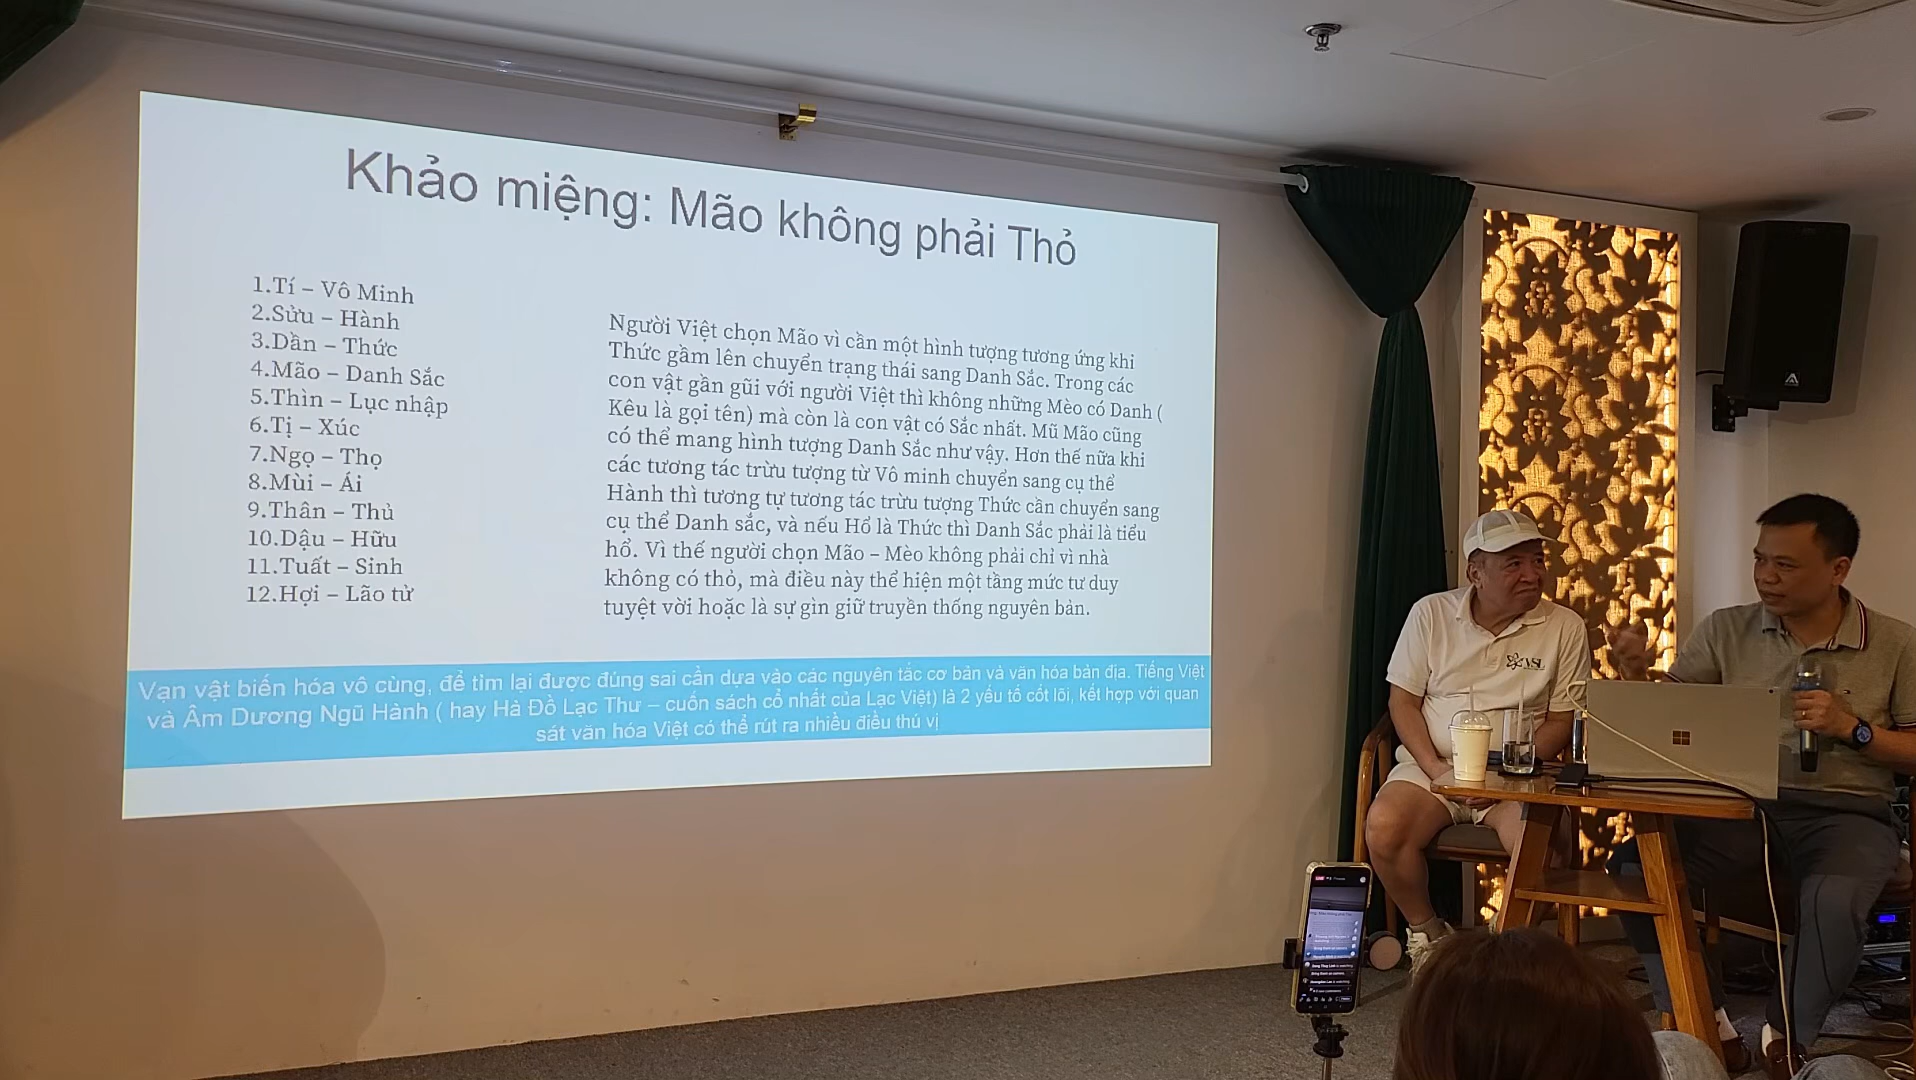 Khảo miệng: Mão không phải Thỏ
1.Tí – Vô Minh
2.Sửu – Hành
3.Dần – Thức
4.Mão – Danh Sắc
5.Thìn – Lục nhập
6.Tị – Xúc
7.Ngọ – Thọ
8.Mùi – Ái
9.Thân – Thủ
10.Dậu – Hữu
11.Tuất – Sinh
12.Hợi – Lão tử
Người Việt chọn Mão vì cần một hình tượng tương ứng khi
Thức gầm lên chuyển trạng thái sang Danh Sắc. Trong các
con vật gần gũi với người Việt thì không những Mèo có Danh (
Kêu là gọi tên) mà còn là con vật có Sắc nhất. Mũ Mão cũng
có thể mang hình tượng Danh Sắc như vậy. Hơn thế nữa khi
các tương tác trừu tượng từ Vô minh chuyển sang cụ thể
Hành thì tương tự tương tác trừu tượng Thức cần chuyển sang
cụ thể Danh sắc, và nếu Hổ là Thức thì Danh Sắc phải là tiểu
hổ. Vì thế người chọn Mão – Mèo không phải chỉ vì nhà
không có thỏ, mà điều này thể hiện một tầng mức tư duy
tuyệt vời hoặc là sự gìn giữ truyền thống nguyên bản.
Vạn vật biến hóa vô cùng, để tìm lại được đúng sai cần dựa vào các nguyên tắc cơ bản và văn hóa bản địa. Tiếng Việt
và Âm Dương Ngũ Hành ( hay Hà Đồ Lạc Thư – cuốn sách cổ nhất của Lạc Việt) là 2 yếu tố cốt lõi, kết hợp với quan
sát văn hóa Việt có thể rút ra nhiều điều thú vị
VSL